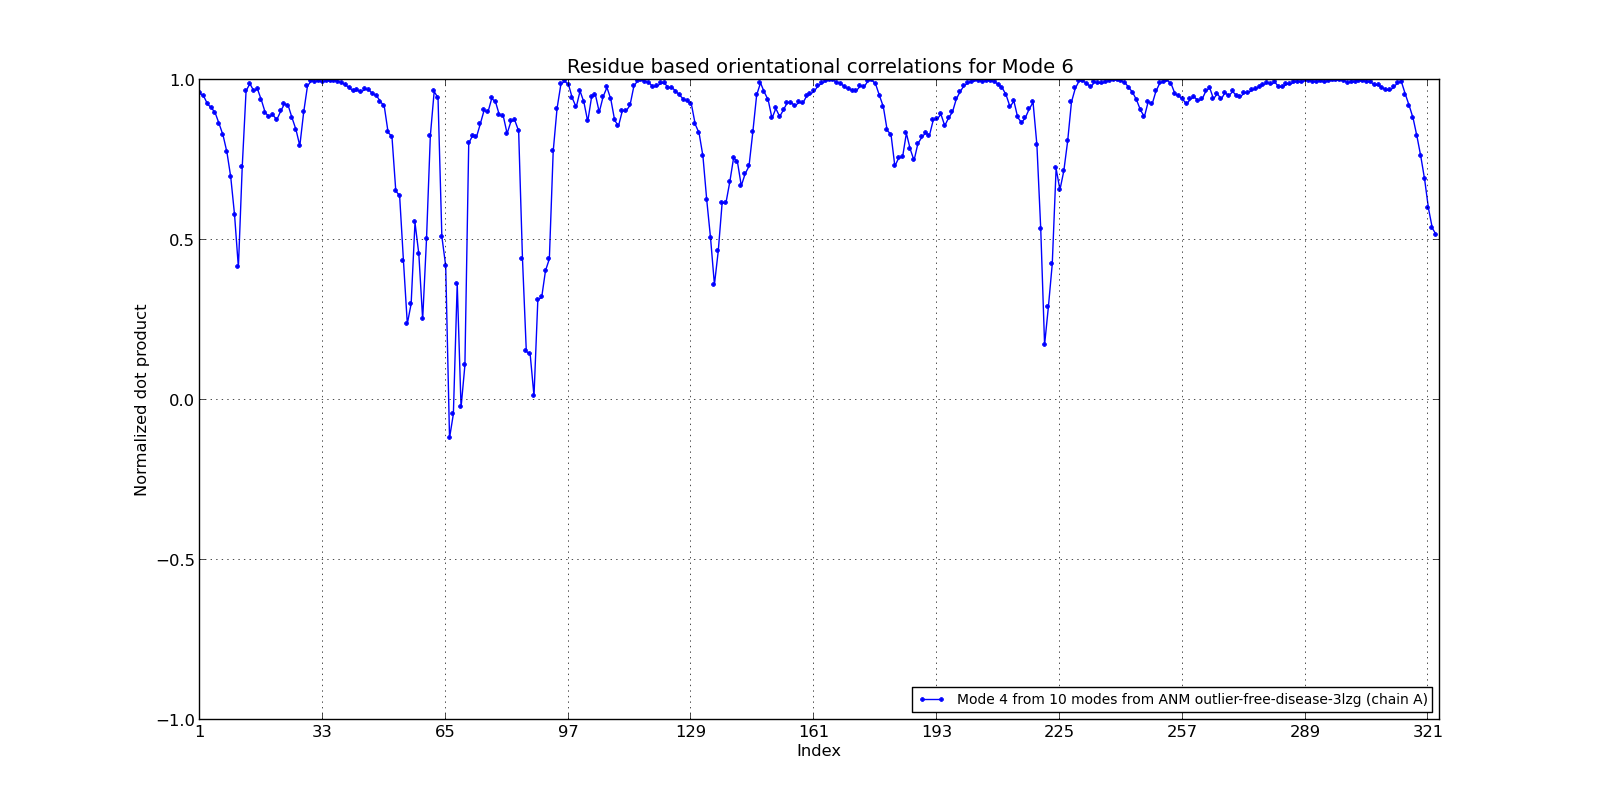 Residue based orientational correlations for Mode 6
1.0
0.5
0.0
−0.5
−1.0
Normalized dot product
Mode 4 from 10 modes from ANM outlier-free-disease-3lzg (chain A)
1 33 65 97 129 161 193 225 257 289 321
Index